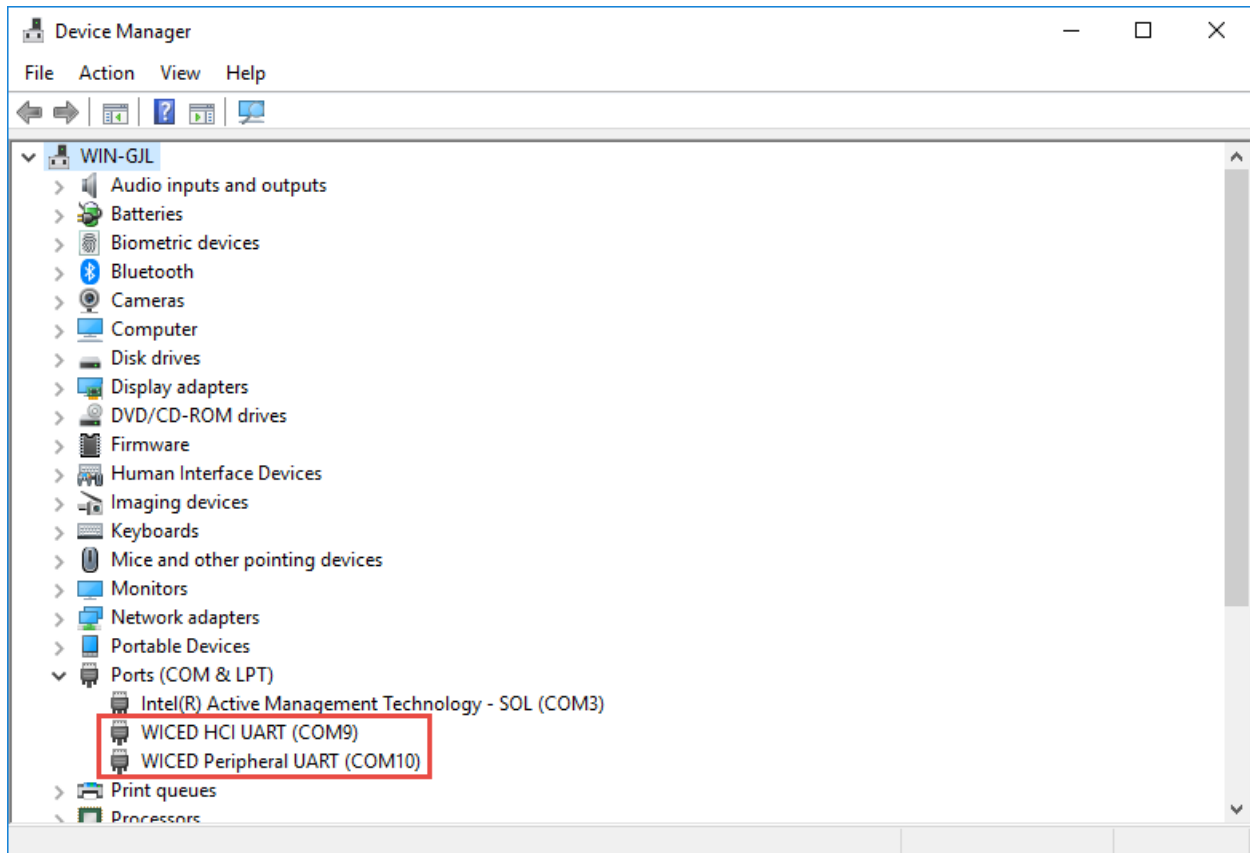 Device Manager
File Action View Help
WIN-GJL
Audio inputs and outputs
Batteries
Biometric devices
Bluetooth
Cameras
Computer
Disk drives
Display adapters
DVD/CD-ROM drives
Firmware
Human Interface Devices
Imaging devices
Keyboards
Mice and other pointing devices
Monitors
Network adapters
Portable Devices
Ports (COM & LPT)
Intel(R) Active Management Technology - SOL (COM3)
WICED HCI UART (COM9)
WICED Peripheral UART (COM10)
Print queues
Processors